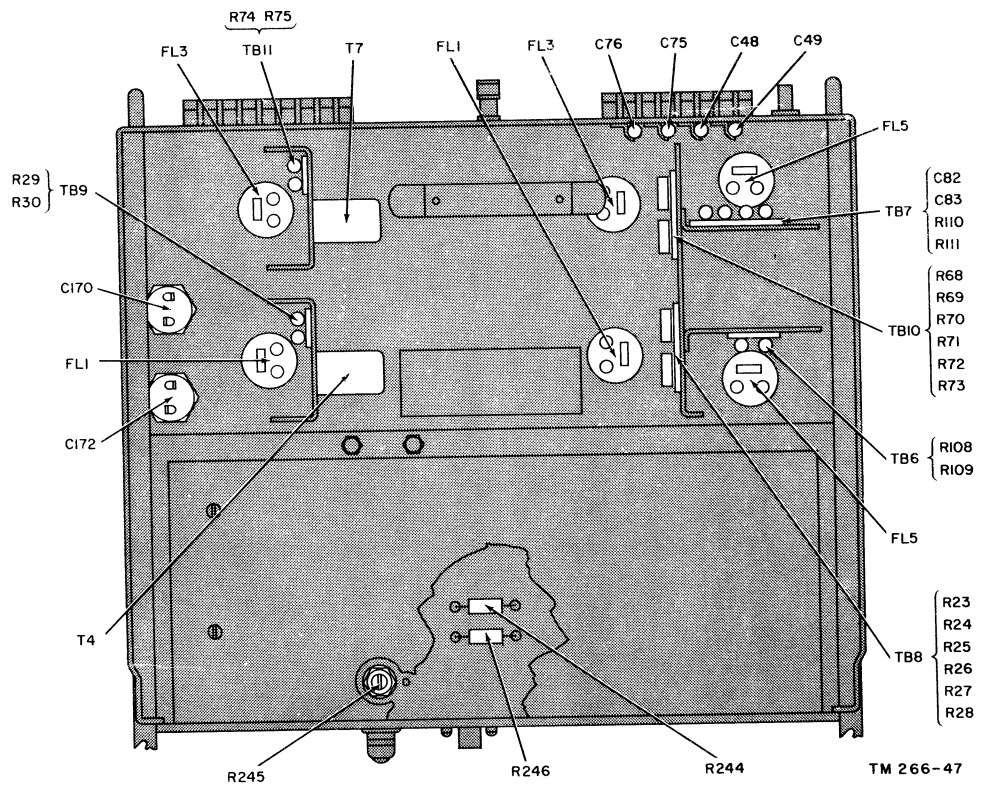 R74 R75
FL3
TB11
T7
FL1
FL3
C76
C75
C48
C49
FL5
R29
R30
TB9
TB7
C82
C83
R110
R111
C170
R68
R69
R70
R71
R72
R73
TB10
FL1
C172
TB6
R108
R109
FL5
T4
TB8
R23
R24
R25
R26
R27
R28
R245
R246
R244
TM 266-47